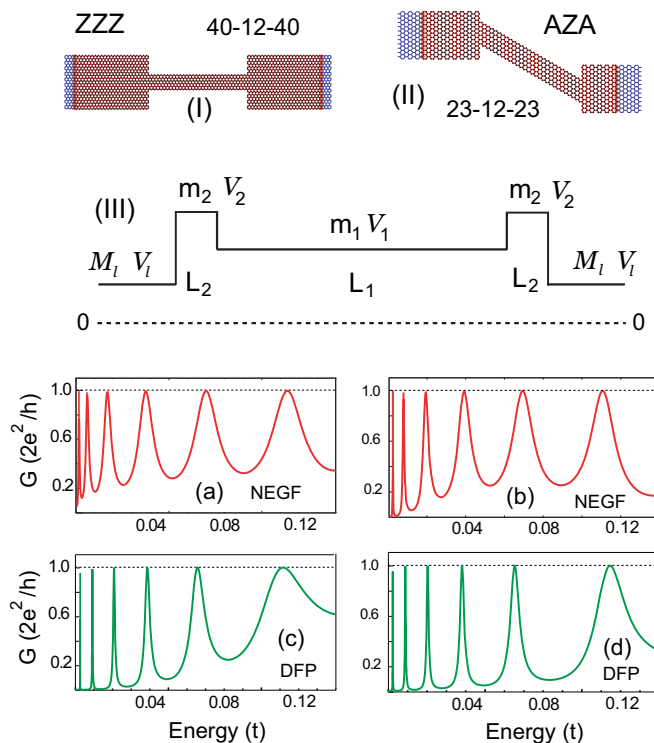 ZZZ 40-12-40
(I)
AZA
(II)
23-12-23
(III)
m₂ V₂
m₁ V₁
m₂ V₂
Mₗ Vₗ
L₂
L₁
L₂
Mₗ Vₗ
0
0
G (2e²/h)
1.0
0.6
0.2
(a)
NEGF
0.04 0.08 0.12
G (2e²/h)
1.0
0.6
0.2
(b)
NEGF
0.04 0.08 0.12
G (2e²/h)
1.0
0.6
0.2
(c)
DFP
0.04 0.08 0.12
Energy (t)
G (2e²/h)
1.0
0.6
0.2
(d)
DFP
0.04 0.08 0.12
Energy (t)